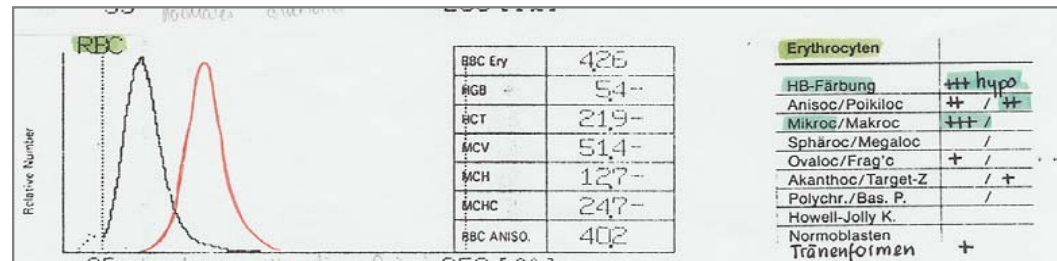 RBC
Relative Number
RBC Ery 4,26
HGB 5,4-
HCT 21,9-
MCV 51,4-
MCH 12,7-
MCHC 24,7-
RBC ANISO. 40,2
Erythrocyten
HB-Färbung +++ hypo
Anisoc/Poikiloc ++ / ++
Mikroc/Makroc +++ /
Sphäroc/Megaloc /
Ovaloc/Frag'c + /
Akanthoc/Target-Z / +
Polychr./Bas. P. /
Howell-Jolly K.
Normoblasten
Tränenformen +